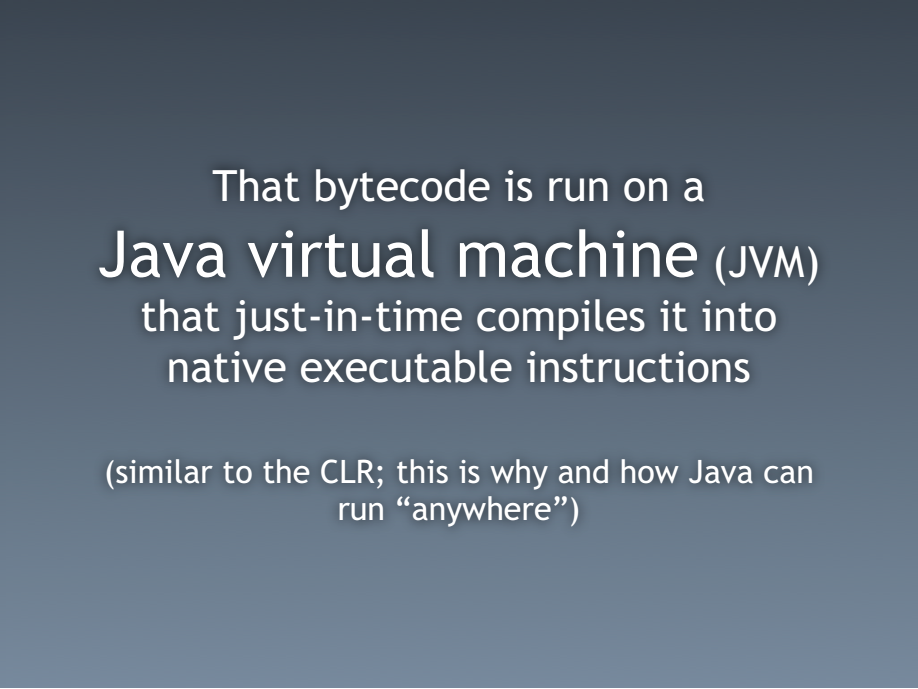 That bytecode is run on a
Java virtual machine (JVM)
that just-in-time compiles it into
native executable instructions
(similar to the CLR; this is why and how Java can
run “anywhere”)